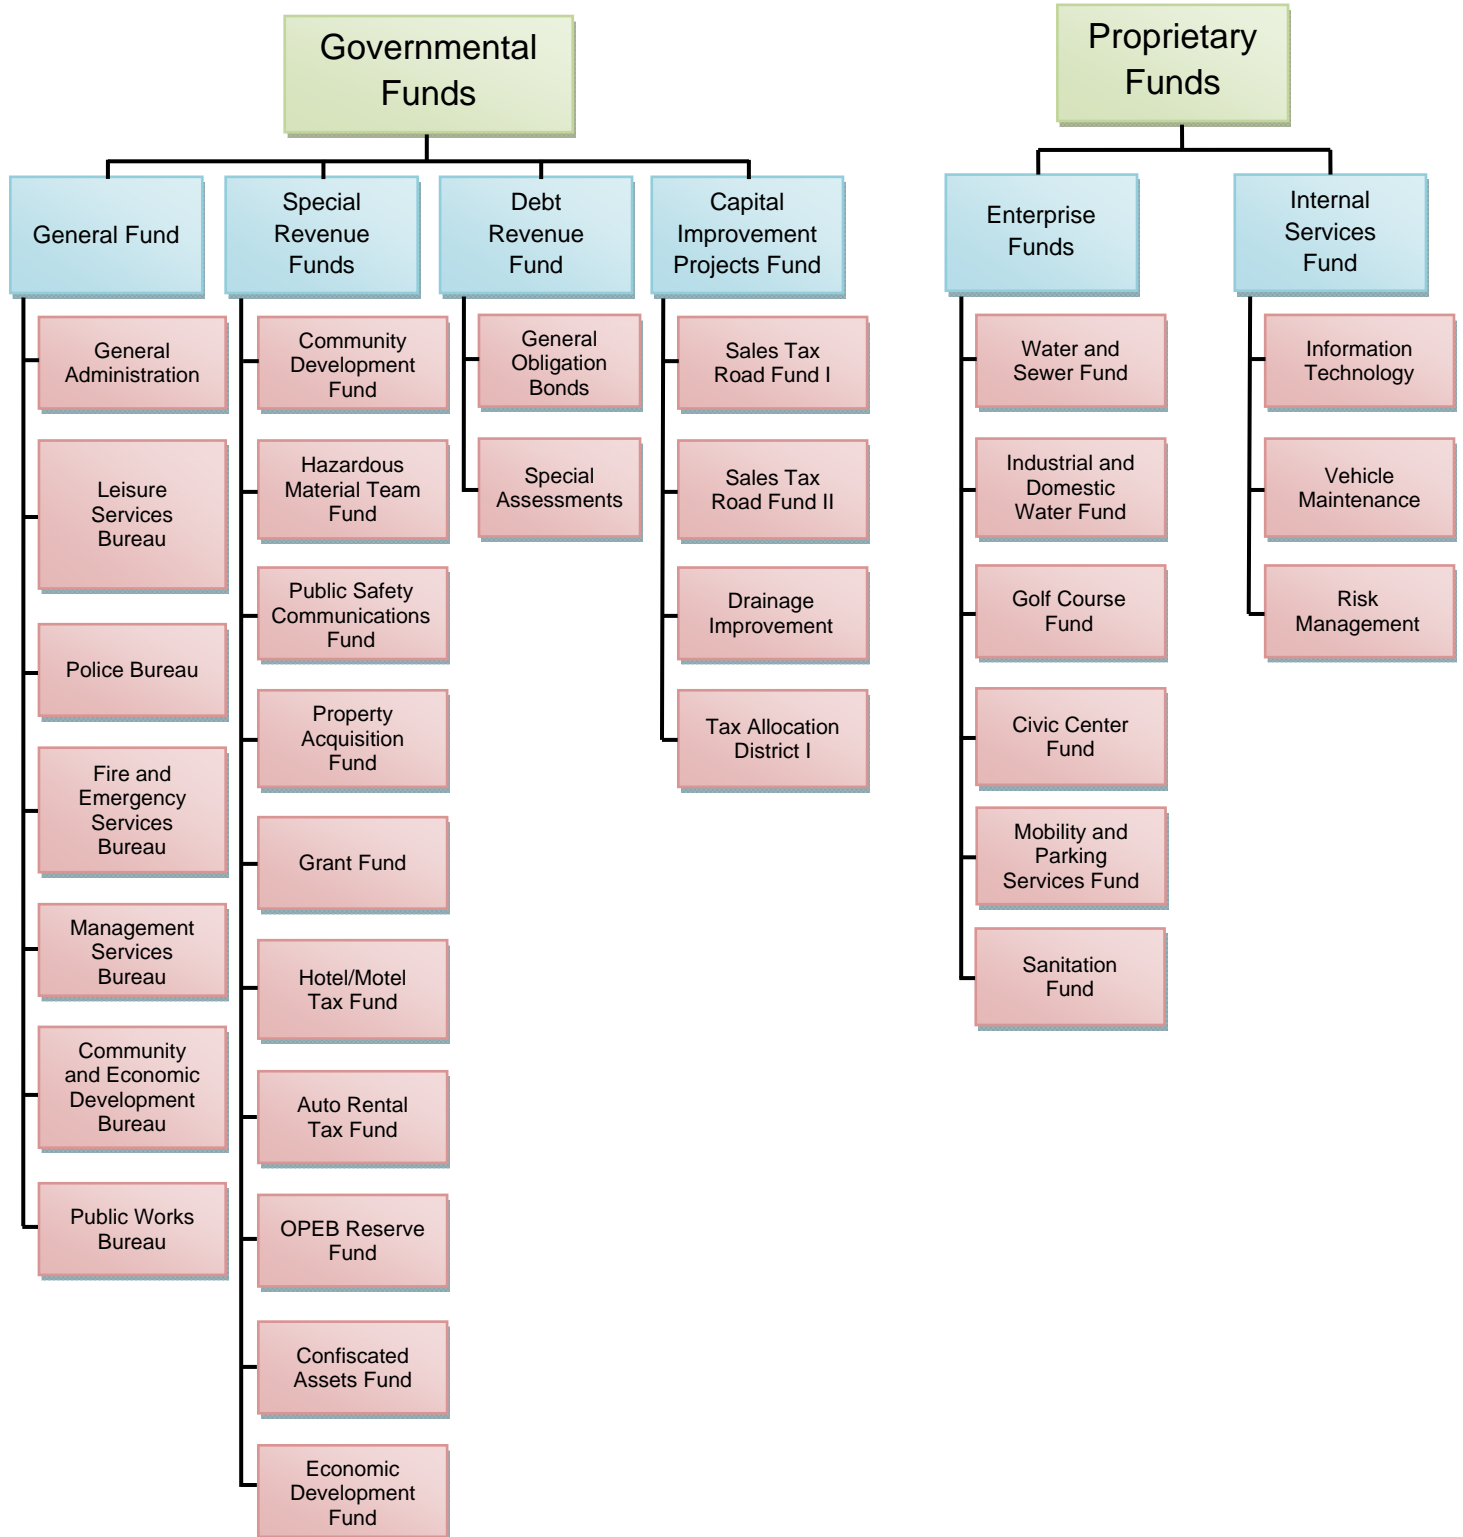 Governmental
Funds
General Fund
General
Administration
Leisure
Services
Bureau
Police Bureau
Fire and
Emergency
Services
Bureau
Management
Services
Bureau
Community
and Economic
Development
Bureau
Public Works
Bureau
Special
Revenue
Funds
Community
Development
Fund
Hazardous
Material Team
Fund
Public Safety
Communications
Fund
Property
Acquisition
Fund
Grant Fund
Hotel/Motel
Tax Fund
Auto Rental
Tax Fund
OPEB Reserve
Fund
Confiscated
Assets Fund
Economic
Development
Fund
Debt
Revenue
Fund
General
Obligation
Bonds
Special
Assessments
Capital
Improvement
Projects Fund
Sales Tax
Road Fund I
Sales Tax
Road Fund II
Drainage
Improvement
Tax Allocation
District I
Proprietary
Funds
Enterprise
Funds
Water and
Sewer Fund
Industrial and
Domestic
Water Fund
Golf Course
Fund
Civic Center
Fund
Mobility and
Parking
Services Fund
Sanitation
Fund
Internal
Services
Fund
Information
Technology
Vehicle
Maintenance
Risk
Management